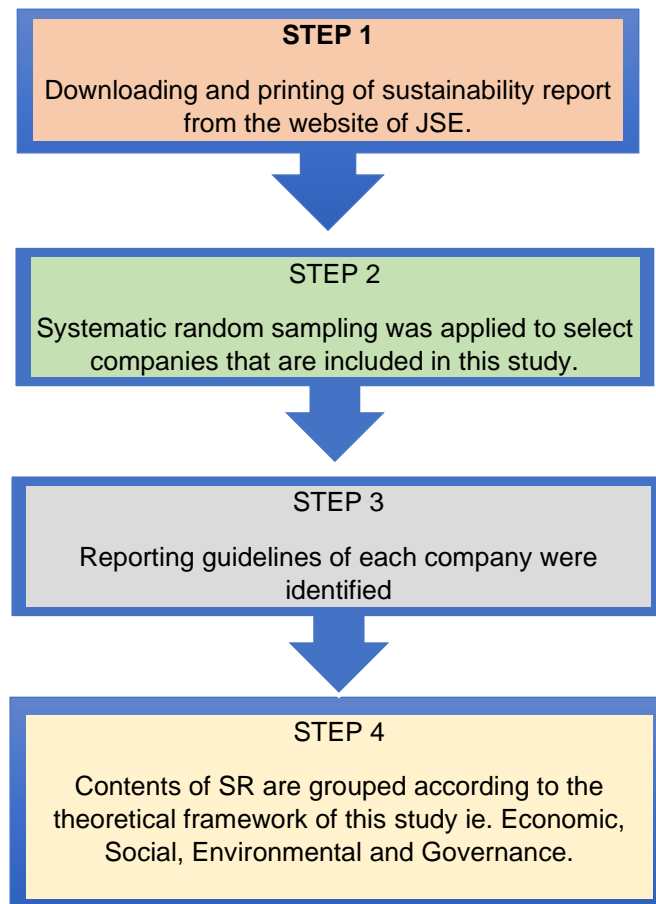 STEP 1
Downloading and printing of sustainability report
from the website of JSE.
STEP 2
Systematic random sampling was applied to select
companies that are included in this study.
STEP 3
Reporting guidelines of each company were
identified
STEP 4
Contents of SR are grouped according to the
theoretical framework of this study ie. Economic,
Social, Environmental and Governance.